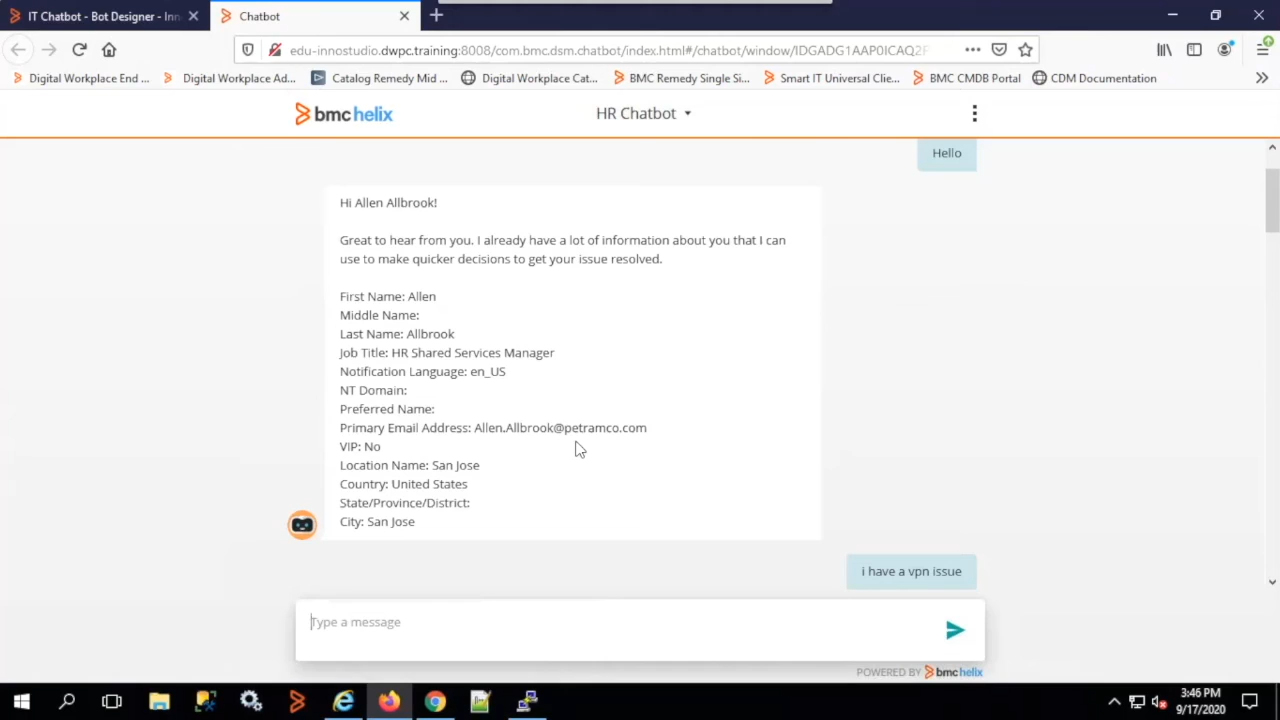 IT Chatbot - Bot Designer - Inn
Chatbot
edu-innostudio.dwpc.training:8008/com.bmc.dsm.chatbot/index.html#/chatbot/window/IDGADG1AAP0ICAQ2
Digital Workplace End ...
Digital Workplace Ad...
Catalog Remedy Mid ...
Digital Workplace Cat...
BMC Remedy Single Si...
Smart IT Universal Clie...
BMC CMDB Portal
CDM Documentation
bmchelix
HR Chatbot
Hello
Hi Allen Allbrook!
Great to hear from you. I already have a lot of information about you that I can
use to make quicker decisions to get your issue resolved.
First Name: Allen
Middle Name:
Last Name: Allbrook
Job Title: HR Shared Services Manager
Notification Language: en_US
NT Domain:
Preferred Name:
Primary Email Address: Allen.Allbrook@petramco.com
VIP: No
Location Name: San Jose
Country: United States
State/Province/District:
City: San Jose
i have a vpn issue
Type a message
POWERED BY bmchelix
3:46 PM
9/17/2020